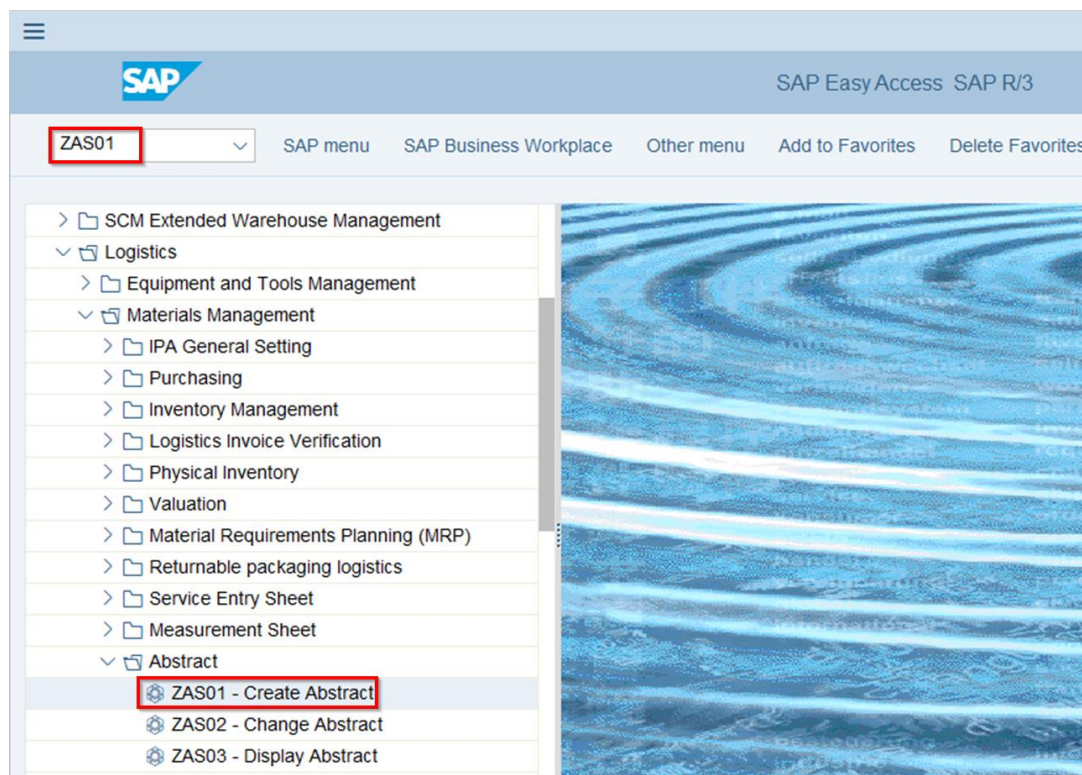 SAP
SAP Easy Access SAP R/3
ZAS01 SAP menu SAP Business Workplace Other menu Add to Favorites Delete Favorites
SCM Extended Warehouse Management
Logistics
Equipment and Tools Management
Materials Management
IPA General Setting
Purchasing
Inventory Management
Logistics Invoice Verification
Physical Inventory
Valuation
Material Requirements Planning (MRP)
Returnable packaging logistics
Service Entry Sheet
Measurement Sheet
Abstract
ZAS01 - Create Abstract
ZAS02 - Change Abstract
ZAS03 - Display Abstract